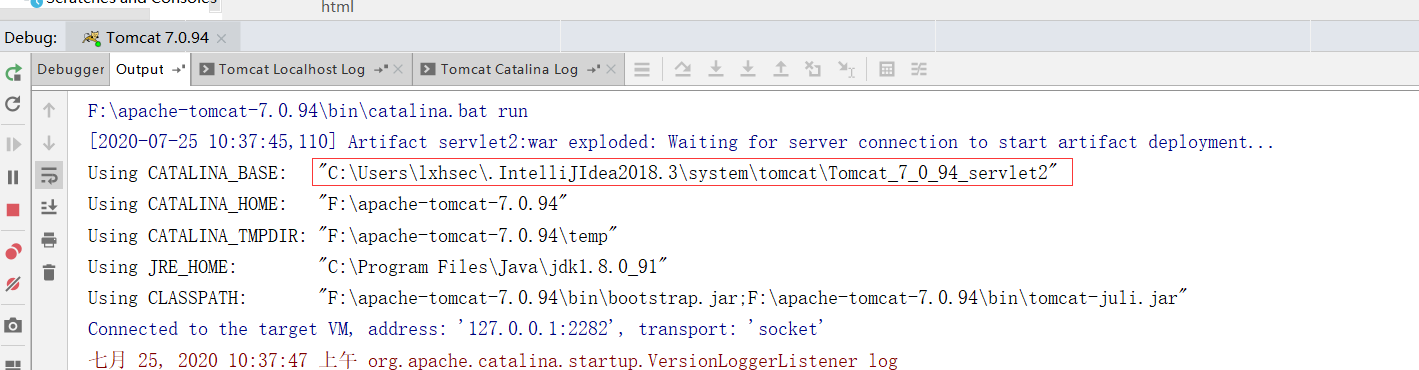 Scratches and Consoles
html
Debug: Tomcat 7.0.94
Debugger Output Tomcat Localhost Log Tomcat Catalina Log
F:\apache-tomcat-7.0.94\bin\catalina.bat run
[2020-07-25 10:37:45,110] Artifact servlet2:war exploded: Waiting for server connection to start artifact deployment...
Using CATALINA_BASE:   "C:\Users\lxhsec\.IntelliJIdea2018.3\system\tomcat\Tomcat_7_0_94_servlet2"
Using CATALINA_HOME:   "F:\apache-tomcat-7.0.94"
Using CATALINA_TMPDIR: "F:\apache-tomcat-7.0.94\temp"
Using JRE_HOME:        "C:\Program Files\Java\jdk1.8.0_91"
Using CLASSPATH:       "F:\apache-tomcat-7.0.94\bin\bootstrap.jar;F:\apache-tomcat-7.0.94\bin\tomcat-juli.jar"
Connected to the target VM, address: '127.0.0.1:2282', transport: 'socket'
七月 25, 2020 10:37:47 上午 org.apache.catalina.startup.VersionLoggerListener log